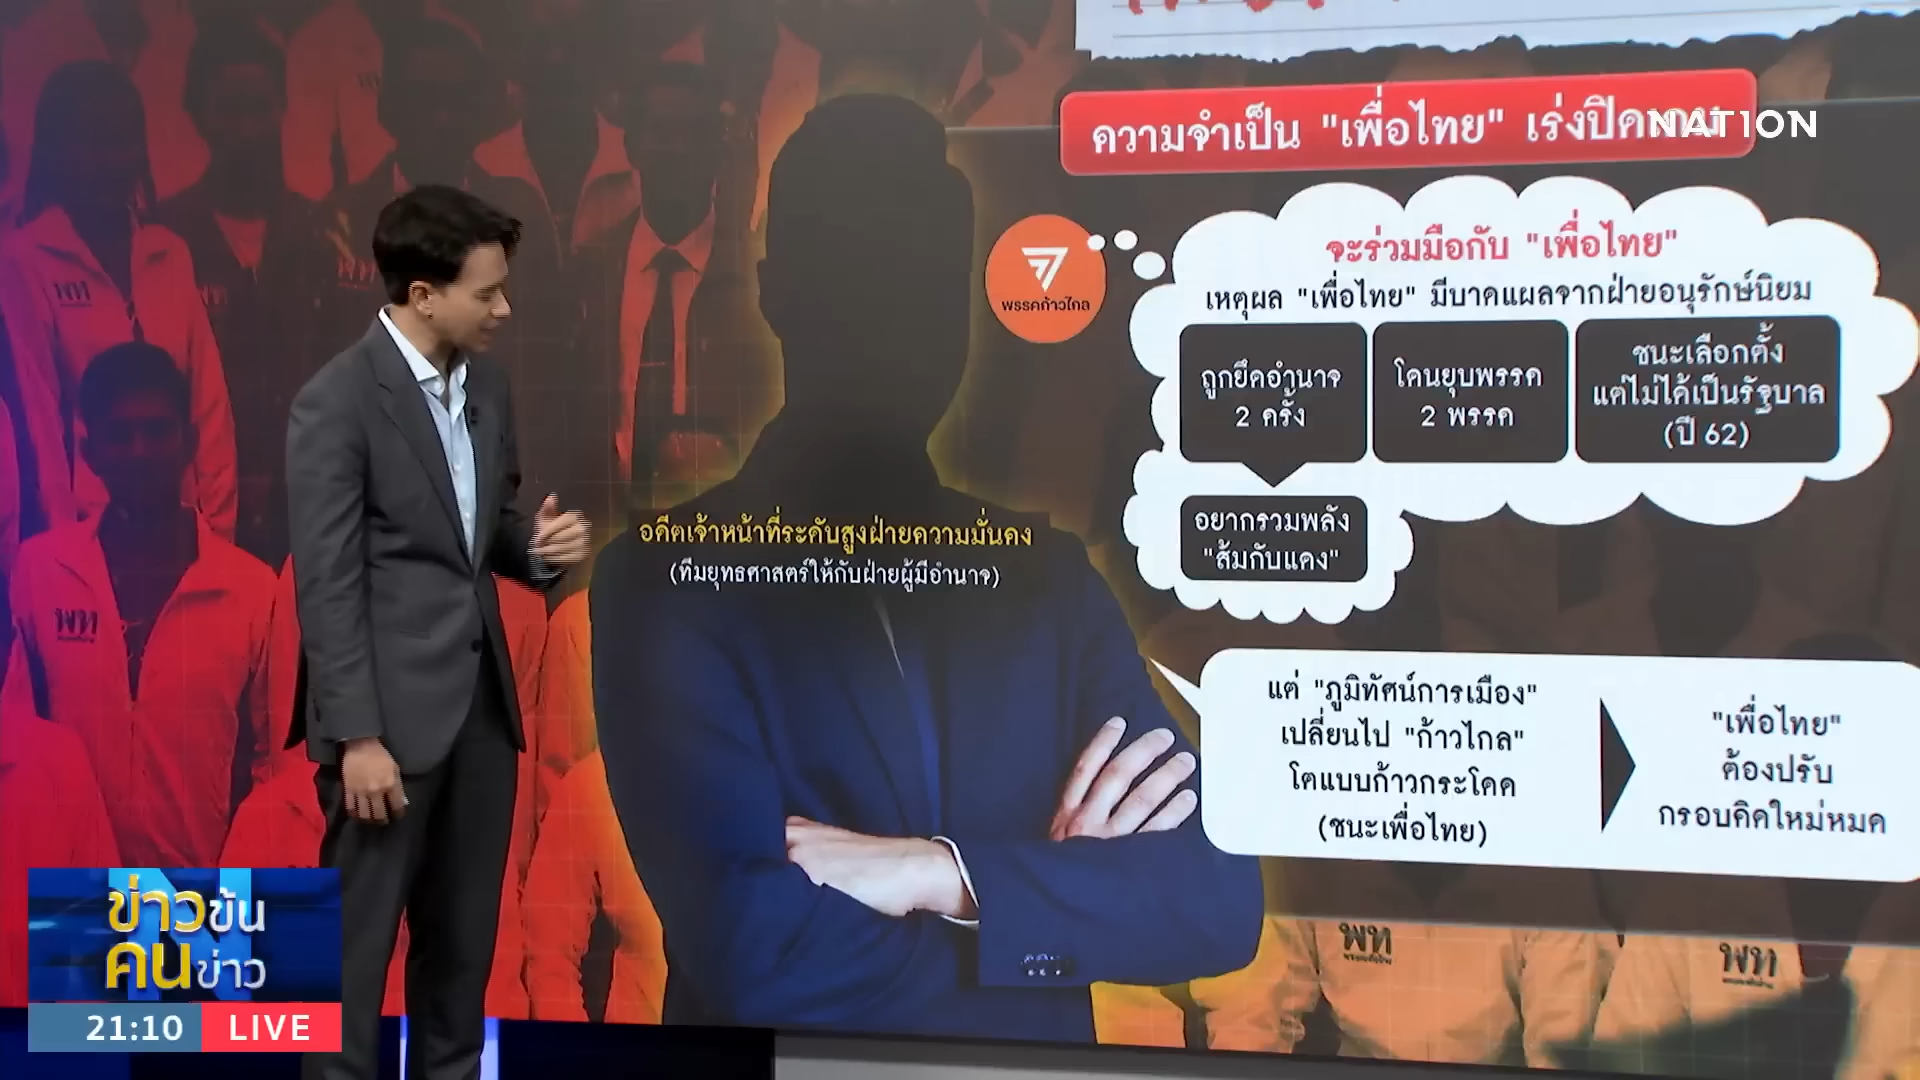 ความจำเป็น "เพื่อไทย" เร่งปิด
NATION
พรรคก้าวไกล
จะร่วมมือกับ "เพื่อไทย"
เหตุผล "เพื่อไทย" มีบาดแผลจากฝ่ายอนุรักษ์นิยม
ถูกยึดอำนาจ
2 ครั้ง
โดนยุบพรรค
2 พรรค
ชนะเลือกตั้ง
แต่ไม่ได้เป็นรัฐบาล
(ปี 62)
อยากรวมพลัง
"ส้มกับแดง"
อดีตเจ้าหน้าที่ระดับสูงฝ่ายความมั่นคง
(ทีมยุทธศาสตร์ให้กับฝ่ายผู้มีอำนาจ)
แต่ "ภูมิทัศน์การเมือง"
เปลี่ยนไป "ก้าวไกล"
โตแบบก้าวกระโดด
(ชนะเพื่อไทย)
"เพื่อไทย"
ต้องปรับ
กรอบคิดใหม่หมด
พท
พท
พท
พท
ข่าวข้น
คนข่าว
21:10 LIVE